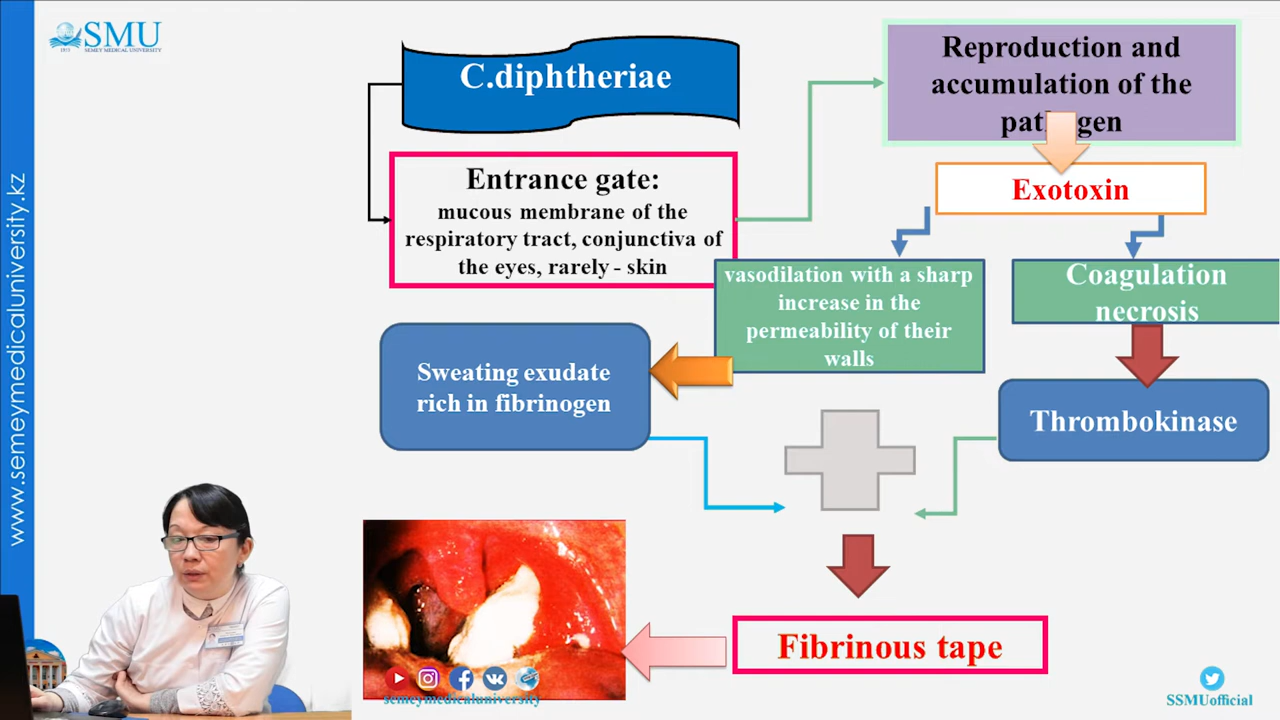 SMU
SEMEY MEDICAL UNIVERSITY
www.semeymedicaluniversity.kz
C.diphtheriae
Entrance gate:
mucous membrane of the
respiratory tract, conjunctiva of
the eyes, rarely - skin
Reproduction and
accumulation of the
pathogen
Exotoxin
vasodilation with a sharp
increase in the
permeability of their
walls
Coagulation
necrosis
Sweating exudate
rich in fibrinogen
Thrombokinase
Fibrinous tape
semeymedicaluniversity
SSMUofficial